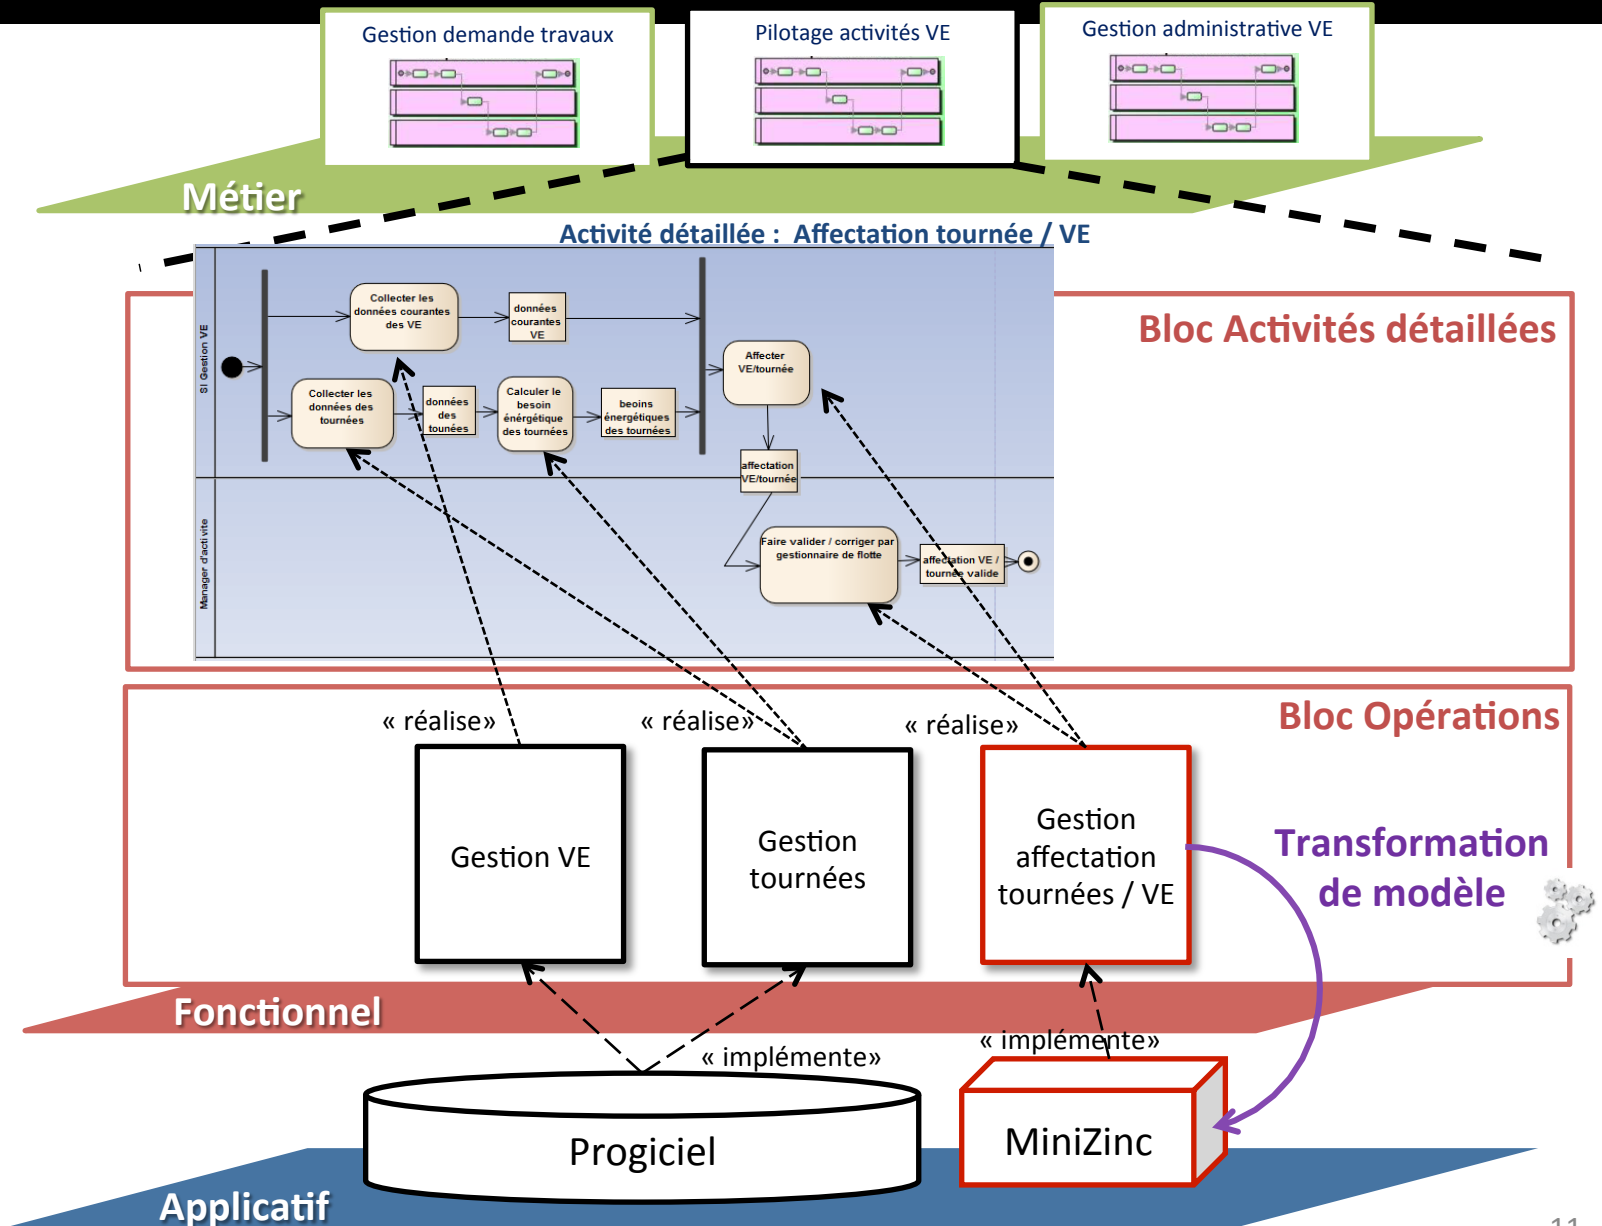 Gestion demande travaux
Pilotage activités VE
Gestion administrative VE
Métier
Activité détaillée :  Affectation tournée / VE
Bloc Activités détaillées
SI Gestion VE
Collecter les
données courantes
des VE
données
courantes
VE
Affecter
VE/tournée
Collecter les
données des
tournées
données
des
tounées
Calculer le
besoin
énérgétique
des tournées
beoins
énergétiques
des tournées
affectation
VE/tournée
Manager d'activite
Faire valider / corriger par
gestionnaire de flotte
affectation VE /
tournée valide
Bloc Opérations
« réalise»
« réalise»
« réalise»
Gestion VE
Gestion
tournées
Gestion
affectation
tournées / VE
Transformation
de modèle
Fonctionnel
« implémente»
« implémente»
Progiciel
MiniZinc
Applicatif
11